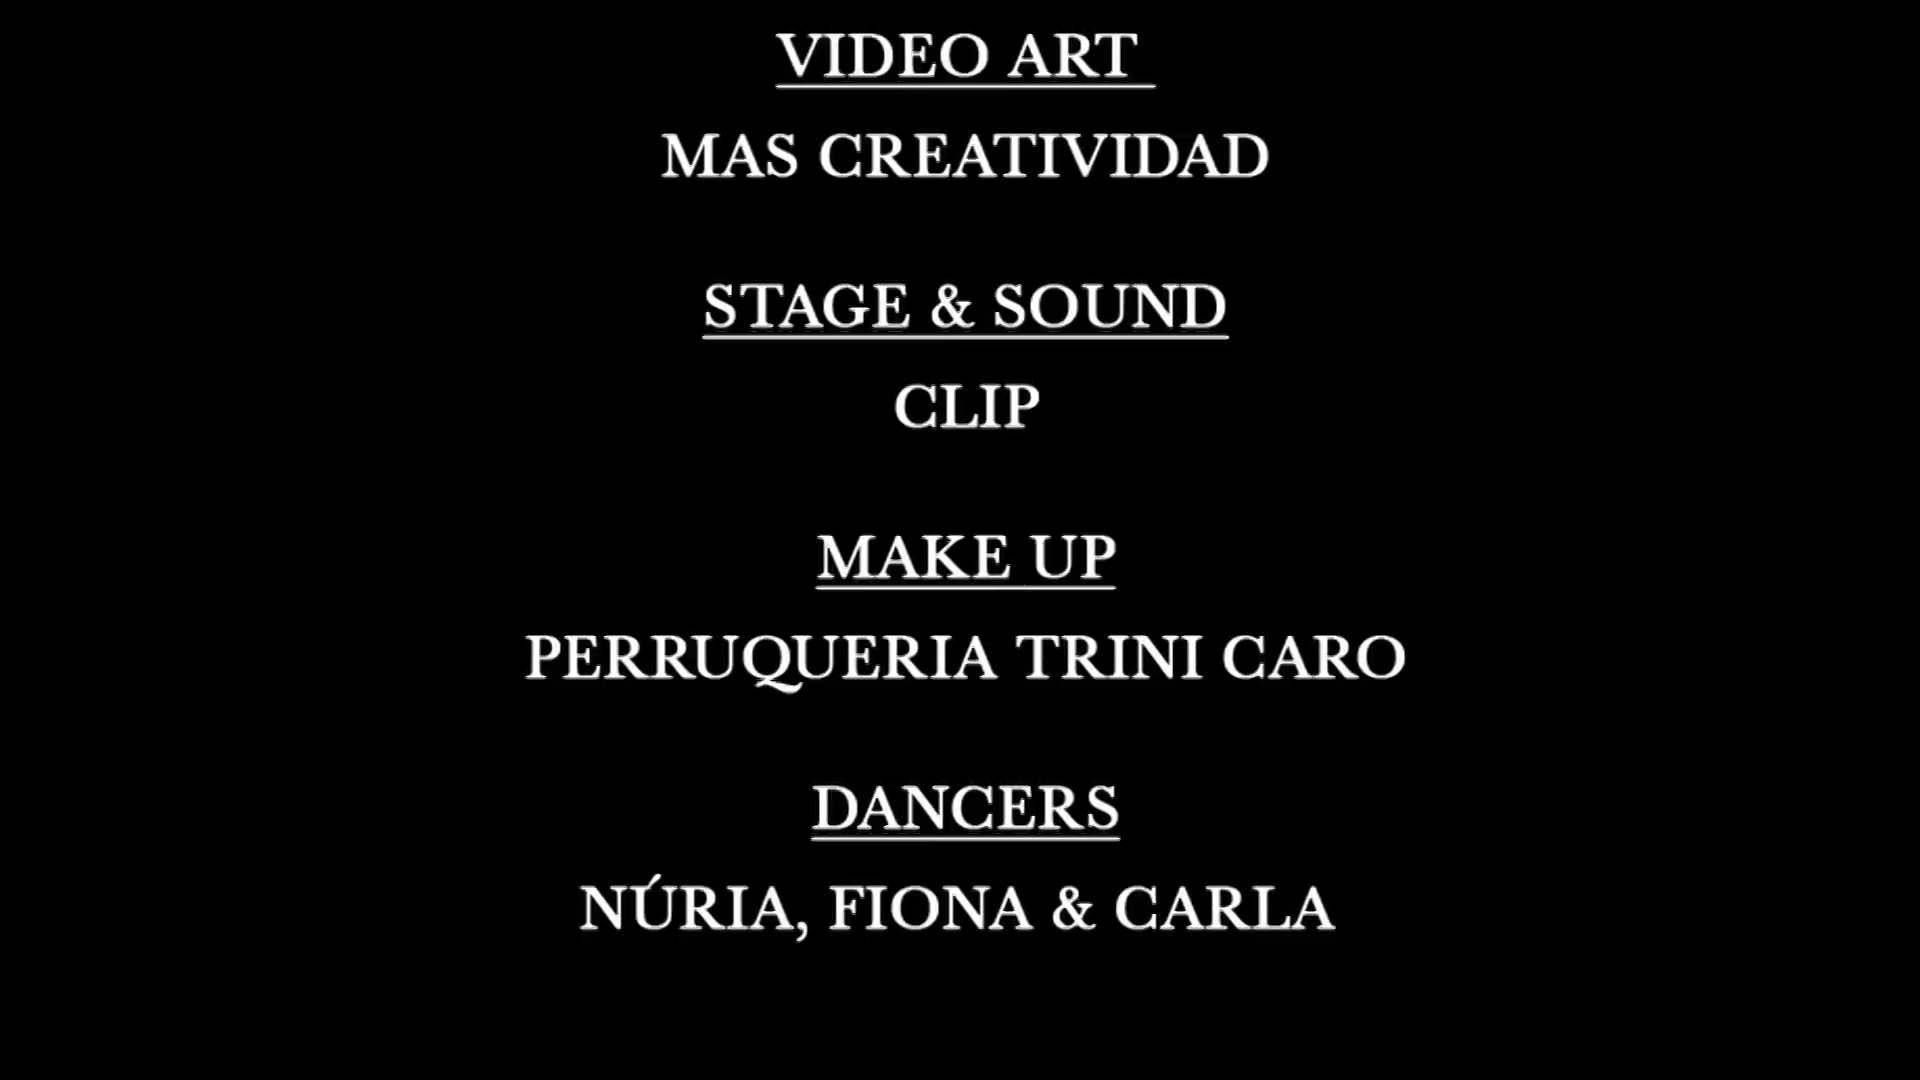 VIDEO ART
MAS CREATIVIDAD
STAGE & SOUND
CLIP
MAKE UP
PERRUQUERIA TRINI CARO
DANCERS
NÚRIA, FIONA & CARLA